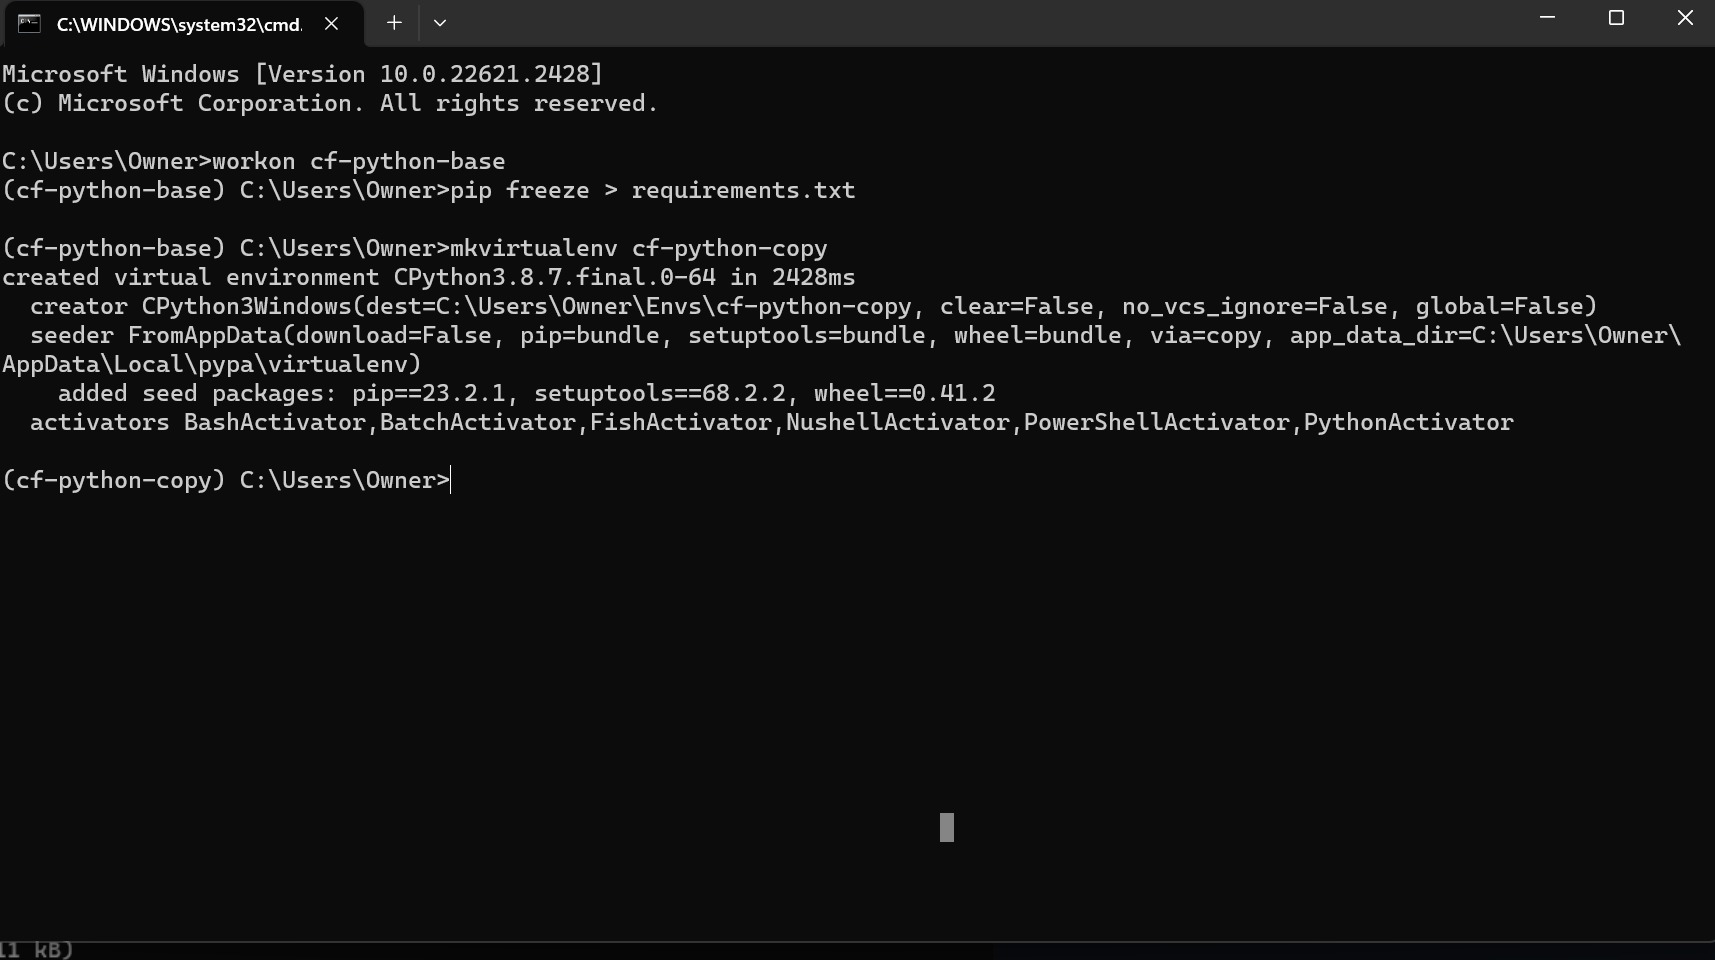 C:\WINDOWS\system32\cmd.
Microsoft Windows [Version 10.0.22621.2428]
(c) Microsoft Corporation. All rights reserved.
C:\Users\Owner>workon cf-python-base
(cf-python-base) C:\Users\Owner>pip freeze > requirements.txt
(cf-python-base) C:\Users\Owner>mkvirtualenv cf-python-copy
created virtual environment CPython3.8.7.final.0-64 in 2428ms
  creator CPython3Windows(dest=C:\Users\Owner\Envs\cf-python-copy, clear=False, no_vcs_ignore=False, global=False)
  seeder FromAppData(download=False, pip=bundle, setuptools=bundle, wheel=bundle, via=copy, app_data_dir=C:\Users\Owner\
AppData\Local\pypa\virtualenv)
    added seed packages: pip==23.2.1, setuptools==68.2.2, wheel==0.41.2
  activators BashActivator,BatchActivator,FishActivator,NushellActivator,PowerShellActivator,PythonActivator
(cf-python-copy) C:\Users\Owner>
11 kB)